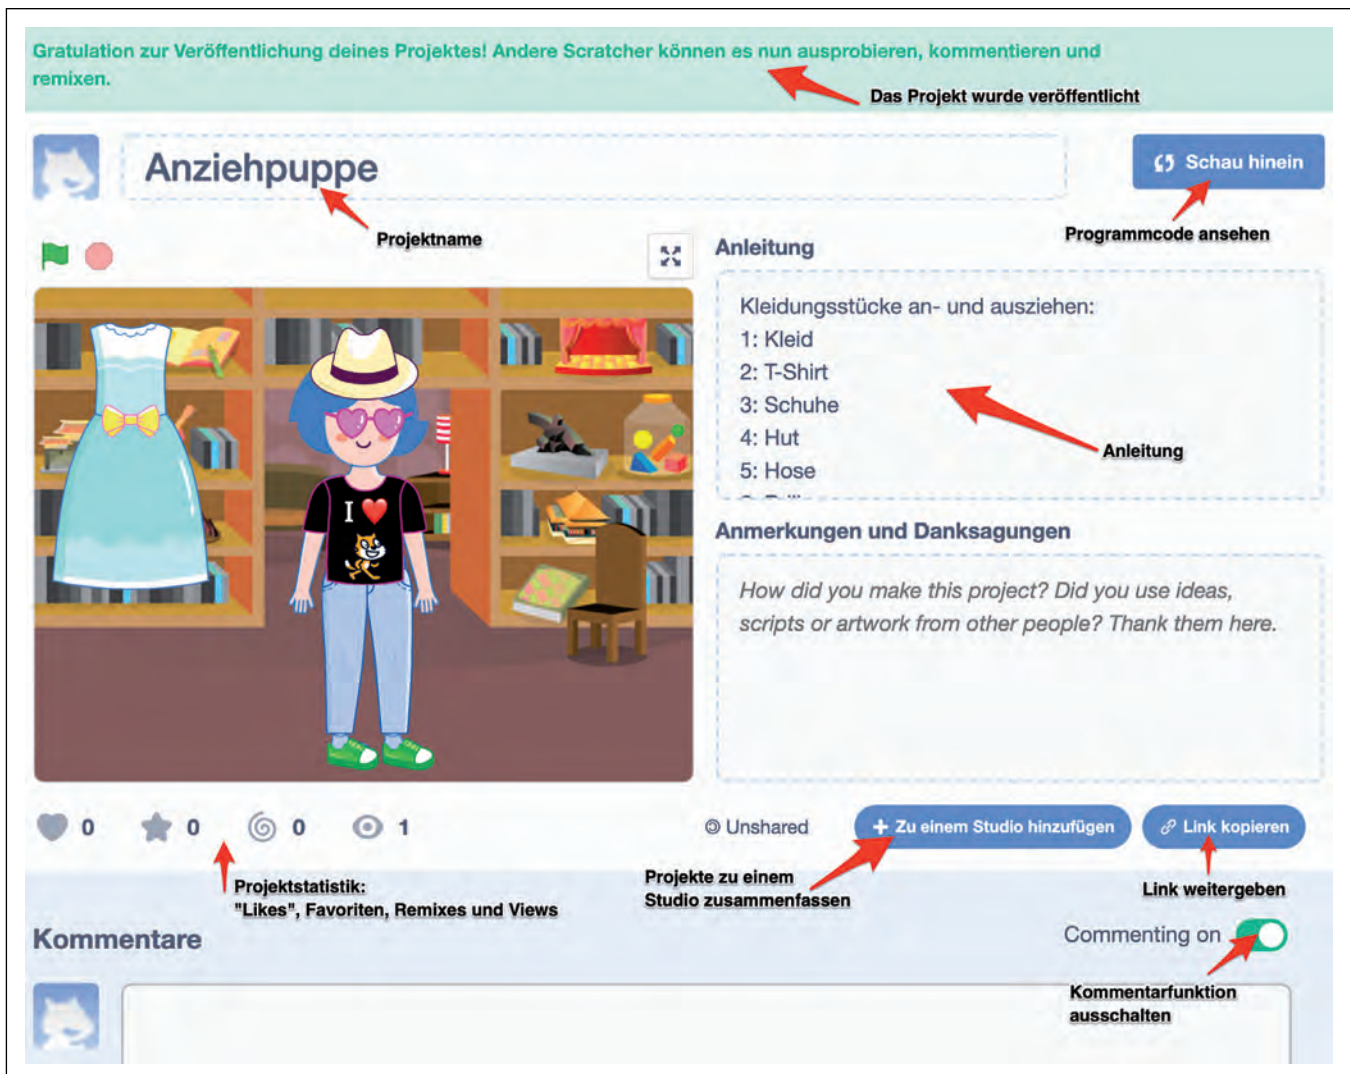 Gratulation zur Veröffentlichung deines Projektes! Andere Scratcher können es nun ausprobieren, kommentieren und
remixen.
Das Projekt wurde veröffentlicht
Anziehpuppe
Schau hinein
Projektname
Programmcode ansehen
Anleitung
Kleidungsstücke an- und ausziehen:
1: Kleid
2: T-Shirt
3: Schuhe
4: Hut
5: Hose
Anleitung
I
Anmerkungen und Danksagungen
How did you make this project? Did you use ideas,
scripts or artwork from other people? Thank them here.
0 0 0 1
Unshared
+ Zu einem Studio hinzufügen
Link kopieren
Projektstatistik:
"Likes", Favoriten, Remixes und Views
Projekte zu einem
Studio zusammenfassen
Link weitergeben
Kommentare
Commenting on
Kommentarfunktion
ausschalten